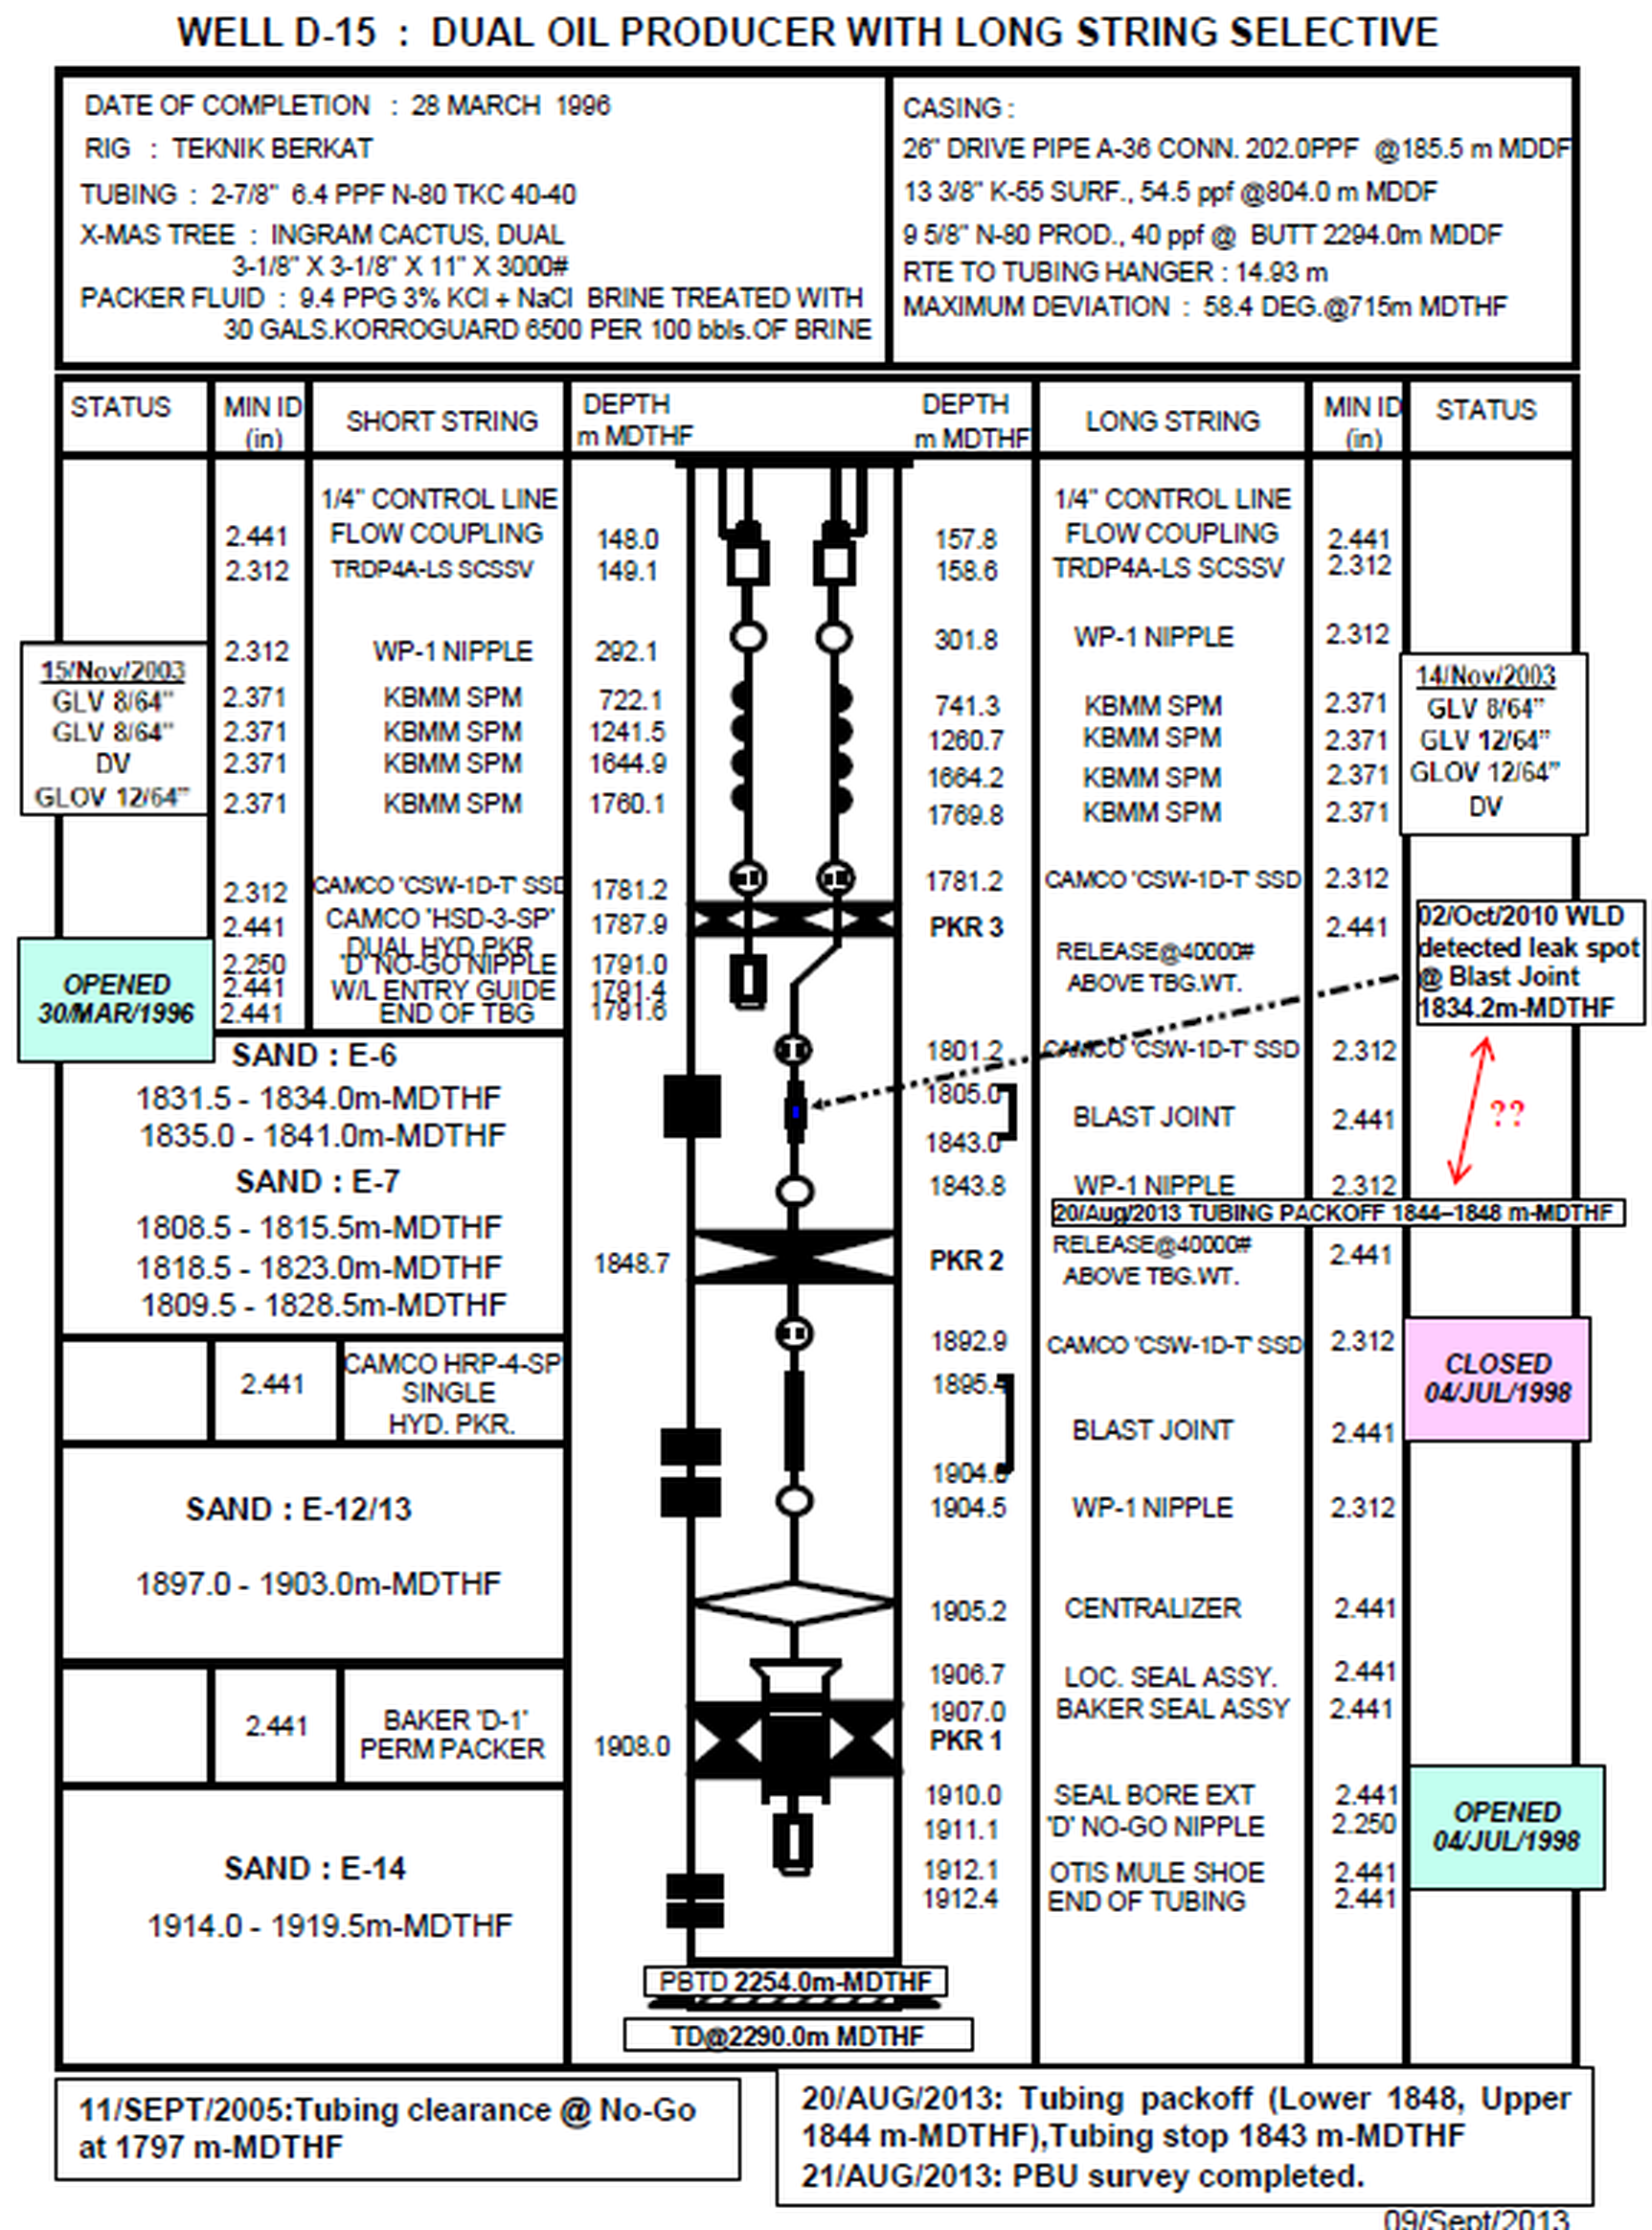 WELL D-15 : DUAL OIL PRODUCER WITH LONG STRING SELECTIVE
DATE OF COMPLETION : 28 MARCH 1996
RIG : TEKNIK BERKAT
TUBING : 2-7/8" 6.4 PPF N-80 TKC 40-40
X-MAS TREE : INGRAM CACTUS, DUAL
3-1/8" X 3-1/8" X 11" X 3000#
PACKER FLUID : 9.4 PPG 3% KCl + NaCl BRINE TREATED WITH
30 GALS.KORROGUARD 6500 PER 100 bbls.OF BRINE
CASING :
26" DRIVE PIPE A-36 CONN. 202.0PPF @185.5 m MDDF
13 3/8" K-55 SURF., 54.5 ppf @804.0 m MDDF
9 5/8" N-80 PROD., 40 ppf @ BUTT 2294.0m MDDF
RTE TO TUBING HANGER : 14.93 m
MAXIMUM DEVIATION : 58.4 DEG.@715m MDTHF
STATUS
MIN ID
(in)
SHORT STRING
DEPTH
m MDTHF
DEPTH
m MDTHF
LONG STRING
MIN ID
(in)
STATUS
1/4" CONTROL LINE
2.441 FLOW COUPLING 148.0
2.312 TRDP4A-LS SCSSV 149.1
2.312 WP-1 NIPPLE 292.1
15/Nov/2003
GLV 8/64"
GLV 8/64"
DV
GLOV 12/64"
2.371 KBMM SPM 722.1
2.371 KBMM SPM 1241.5
2.371 KBMM SPM 1644.9
2.371 KBMM SPM 1760.1
2.312 CAMCO 'CSW-1D-T' SSD 1781.2
2.441 CAMCO 'HSD-3-SP' 1787.9
DUAL HYD PKR
2.250 'D' NO-GO NIPPLE 1791.0
2.441 W/L ENTRY GUIDE 1791.4
2.441 END OF TBG 1791.6
OPENED
30/MAR/1996
SAND : E-6
1831.5 - 1834.0m-MDTHF
1835.0 - 1841.0m-MDTHF
SAND : E-7
1808.5 - 1815.5m-MDTHF
1818.5 - 1823.0m-MDTHF
1809.5 - 1828.5m-MDTHF
1848.7
2.441
CAMCO HRP-4-SP
SINGLE
HYD. PKR.
SAND : E-12/13
1897.0 - 1903.0m-MDTHF
2.441
BAKER 'D-1'
PERM PACKER
1908.0
SAND : E-14
1914.0 - 1919.5m-MDTHF
1/4" CONTROL LINE
157.8 FLOW COUPLING 2.441
158.6 TRDP4A-LS SCSSV 2.312
301.8 WP-1 NIPPLE 2.312
741.3 KBMM SPM 2.371
1260.7 KBMM SPM 2.371
1664.2 KBMM SPM 2.371
1769.8 KBMM SPM 2.371
14/Nov/2003
GLV 8/64"
GLV 12/64"
GLOV 12/64"
DV
1781.2 CAMCO 'CSW-1D-T' SSD 2.312
PKR 3 2.441
RELEASE@40000#
ABOVE TBG.WT.
02/Oct/2010 WLD
detected leak spot
@ Blast Joint
1834.2m-MDTHF
1801.2 CAMCO 'CSW-1D-T' SSD 2.312
1805.0
BLAST JOINT 2.441
1843.0
??
1843.8 WP-1 NIPPLE 2.312
20/Aug/2013 TUBING PACKOFF 1844–1848 m-MDTHF
PKR 2 RELEASE@40000# 2.441
ABOVE TBG.WT.
1892.9 CAMCO 'CSW-1D-T' SSD 2.312
CLOSED
04/JUL/1998
1895.4
BLAST JOINT 2.441
1904.6
1904.5 WP-1 NIPPLE 2.312
1905.2 CENTRALIZER 2.441
1906.7 LOC. SEAL ASSY. 2.441
1907.0 BAKER SEAL ASSY 2.441
PKR 1
1910.0 SEAL BORE EXT 2.441
1911.1 'D' NO-GO NIPPLE 2.250
1912.1 OTIS MULE SHOE 2.441
1912.4 END OF TUBING 2.441
OPENED
04/JUL/1998
PBTD 2254.0m-MDTHF
TD@2290.0m MDTHF
11/SEPT/2005:Tubing clearance @ No-Go
at 1797 m-MDTHF
20/AUG/2013: Tubing packoff (Lower 1848, Upper
1844 m-MDTHF),Tubing stop 1843 m-MDTHF
21/AUG/2013: PBU survey completed.
09/Sept/2013